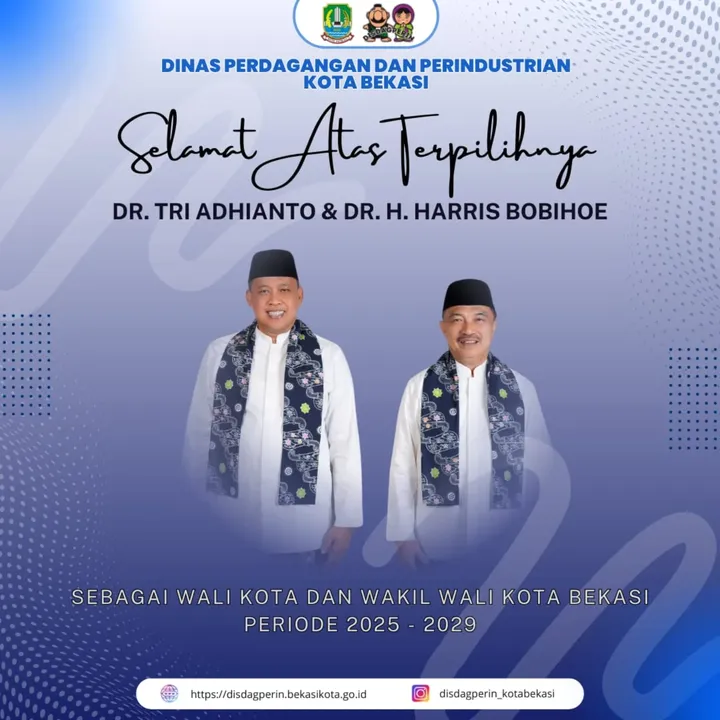 DINAS PERDAGANGAN DAN PERINDUSTRIAN
KOTA BEKASI
Selamat Atas Terpilihnya
DR. TRI ADHIANTO & DR. H. HARRIS BOBIHOE
SEBAGAI WALI KOTA DAN WAKIL WALI KOTA BEKASI
PERIODE 2025 - 2029
https://disdagperin.bekasikota.go.id
disdagperin_kotabekasi